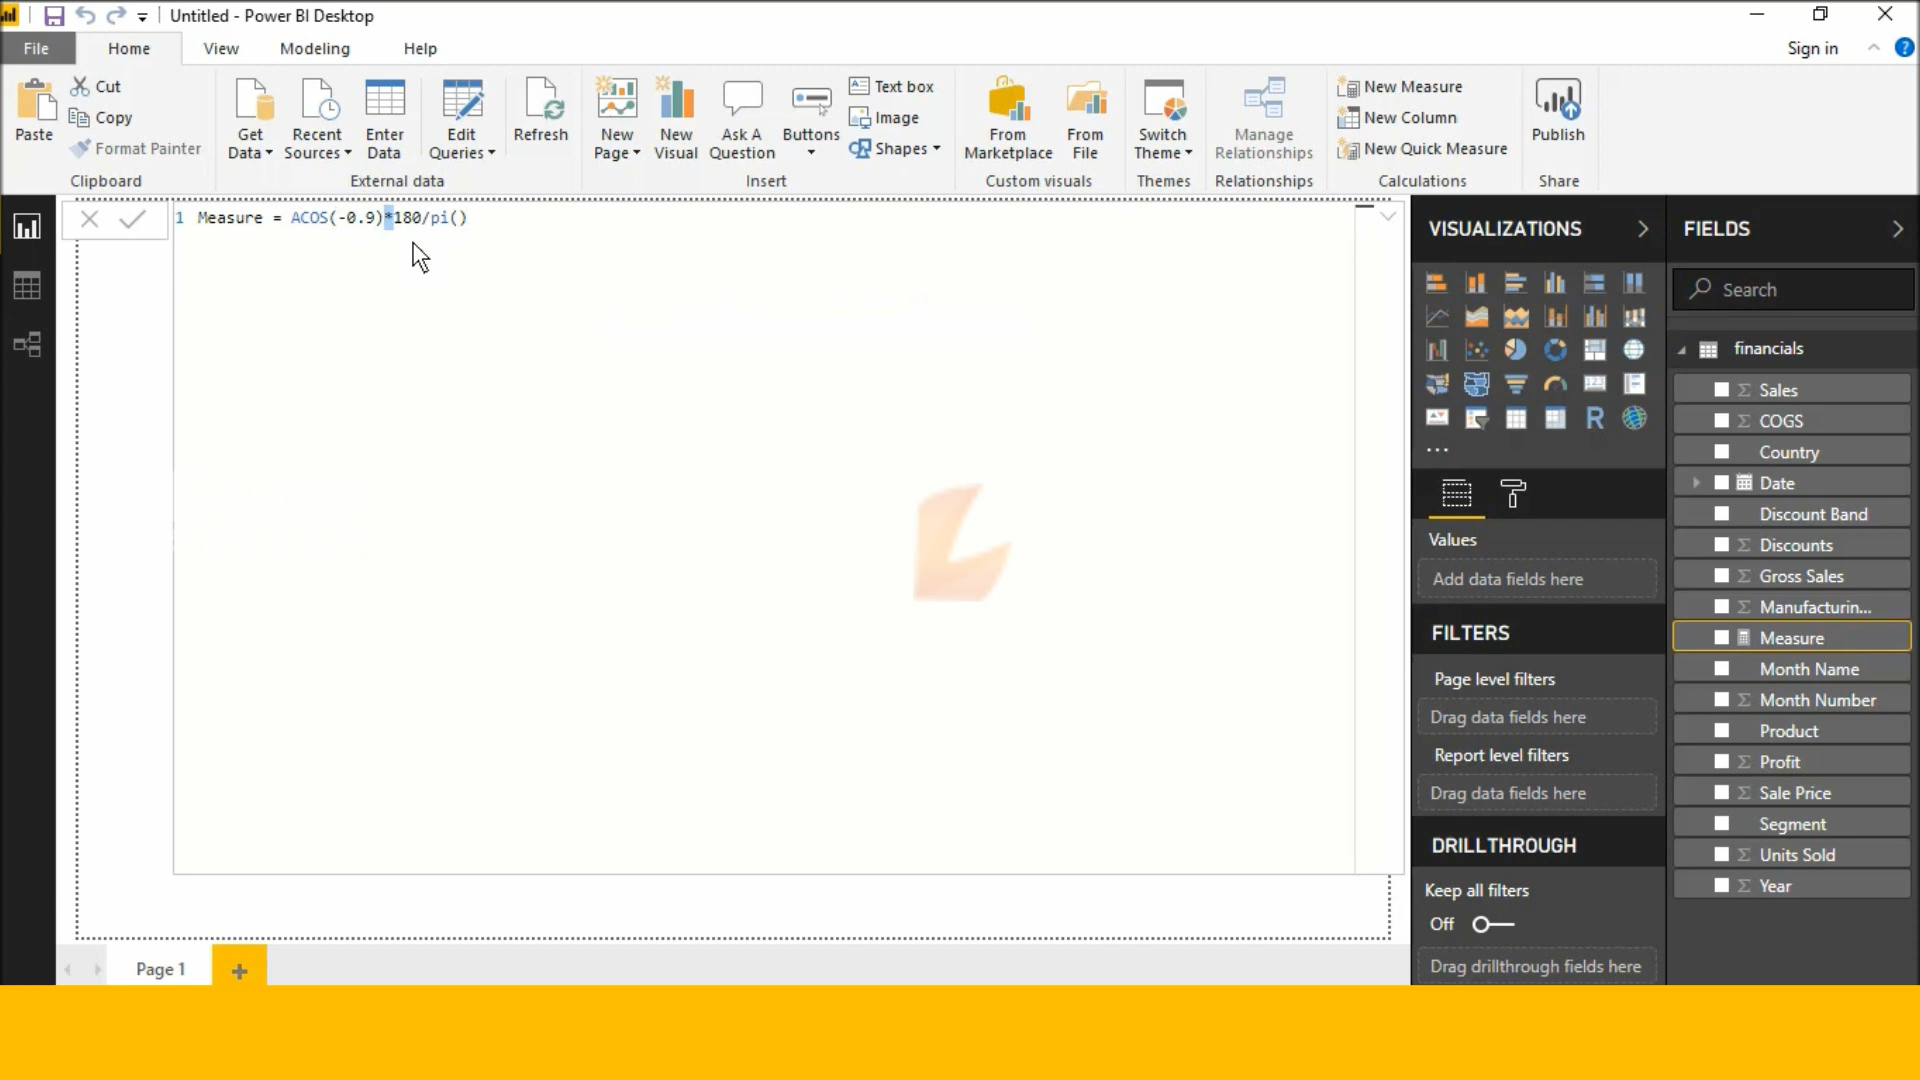 Untitled - Power BI Desktop
File Home View Modeling Help Sign in ?
Paste
Cut
Copy
Format Painter
Clipboard
Get Data
Recent Sources
Enter Data
Edit Queries
Refresh
External data
New Page
New Visual
Ask A Question
Buttons
Text box
Image
Shapes
Insert
From Marketplace
From File
Custom visuals
Switch Theme
Themes
Manage Relationships
Relationships
New Measure
New Column
New Quick Measure
Calculations
Publish
Share
1 Measure = ACOS(-0.9)*180/pi()
VISUALIZATIONS
R
...
Values
Add data fields here
FILTERS
Page level filters
Drag data fields here
Report level filters
Drag data fields here
DRILLTHROUGH
Keep all filters
Off
Drag drillthrough fields here
FIELDS
Search
financials
Σ Sales
Σ COGS
Country
Date
Discount Band
Σ Discounts
Σ Gross Sales
Σ Manufacturin...
Measure
Month Name
Σ Month Number
Product
Σ Profit
Σ Sale Price
Segment
Σ Units Sold
Σ Year
Page 1
+